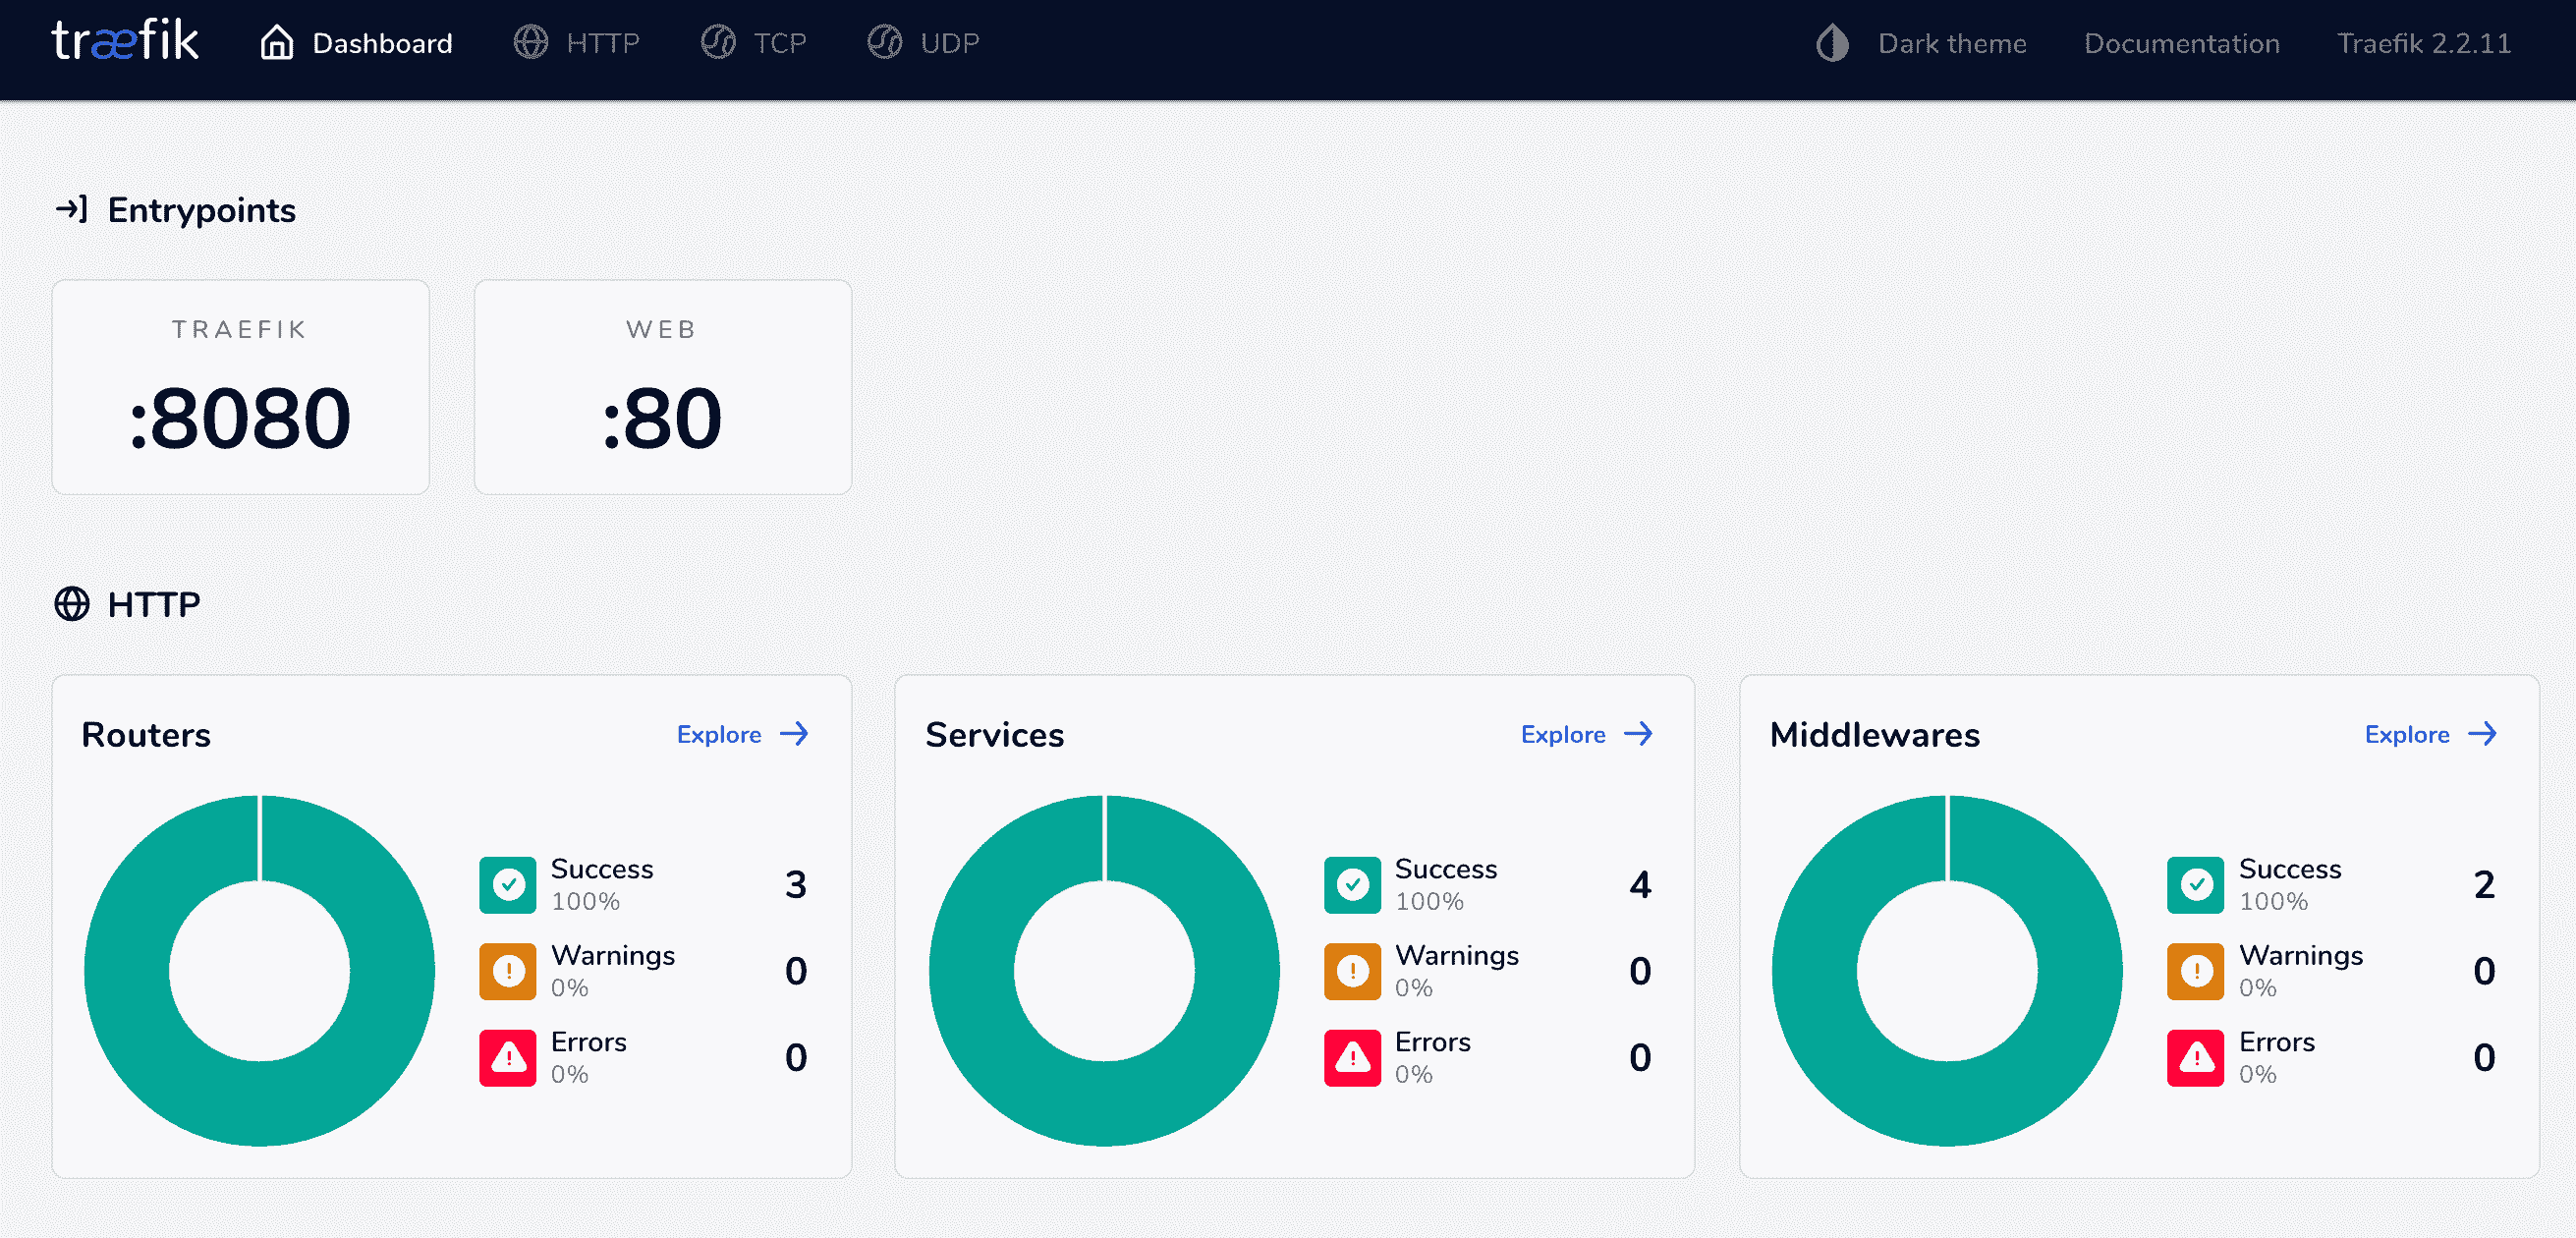 træfik Dashboard HTTP TCP UDP Dark theme Documentation Traefik 2.2.11
Entrypoints
TRAEFIK
:8080
WEB
:80
HTTP
Routers Explore
Success 3
100%
Warnings 0
0%
Errors 0
0%
Services Explore
Success 4
100%
Warnings 0
0%
Errors 0
0%
Middlewares Explore
Success 2
100%
Warnings 0
0%
Errors 0
0%